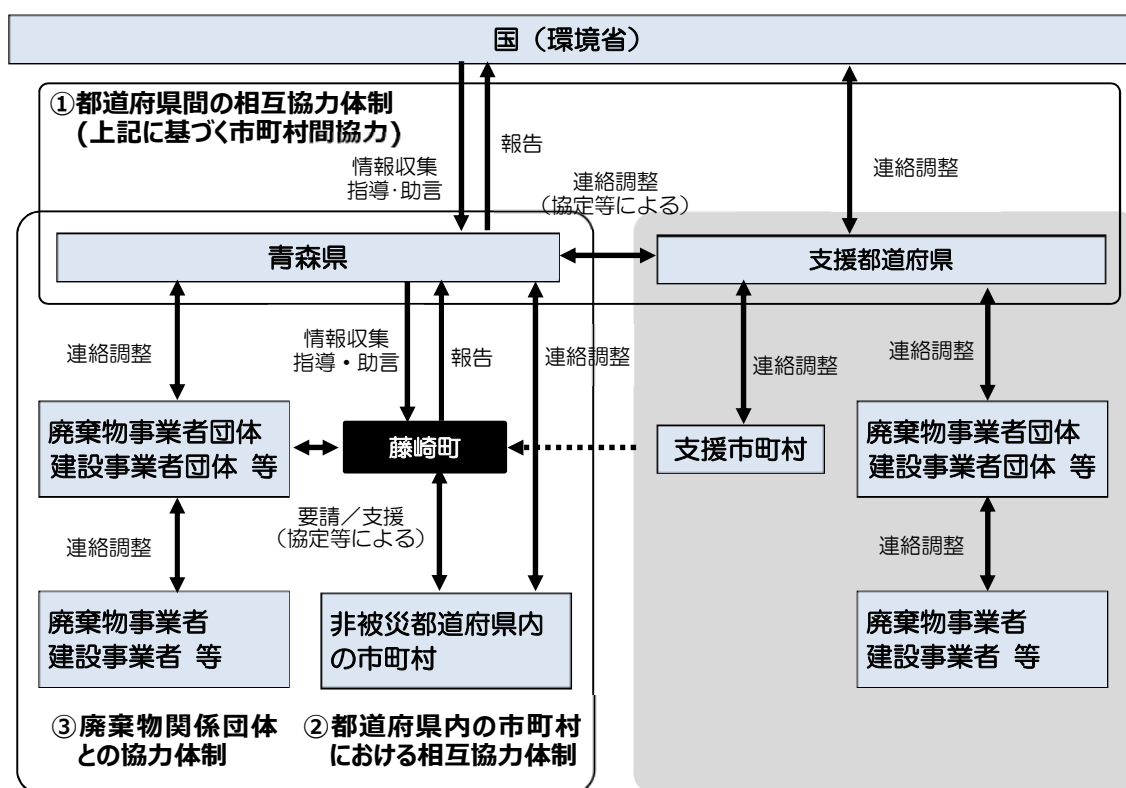 国（環境省）
①都道府県間の相互協力体制
(上記に基づく市町村間協力)
報告
情報収集
指導･助言
連絡調整
（協定等による）
連絡調整
青森県
支援都道府県
連絡調整
情報収集
指導・助言
報告
連絡調整
連絡調整
連絡調整
廃棄物事業者団体
建設事業者団体 等
藤崎町
支援市町村
廃棄物事業者団体
建設事業者団体 等
連絡調整
要請／支援
（協定等による）
連絡調整
廃棄物事業者
建設事業者 等
非被災都道府県内
の市町村
廃棄物事業者
建設事業者 等
③廃棄物関係団体
との協力体制
②都道府県内の市町村
における相互協力体制